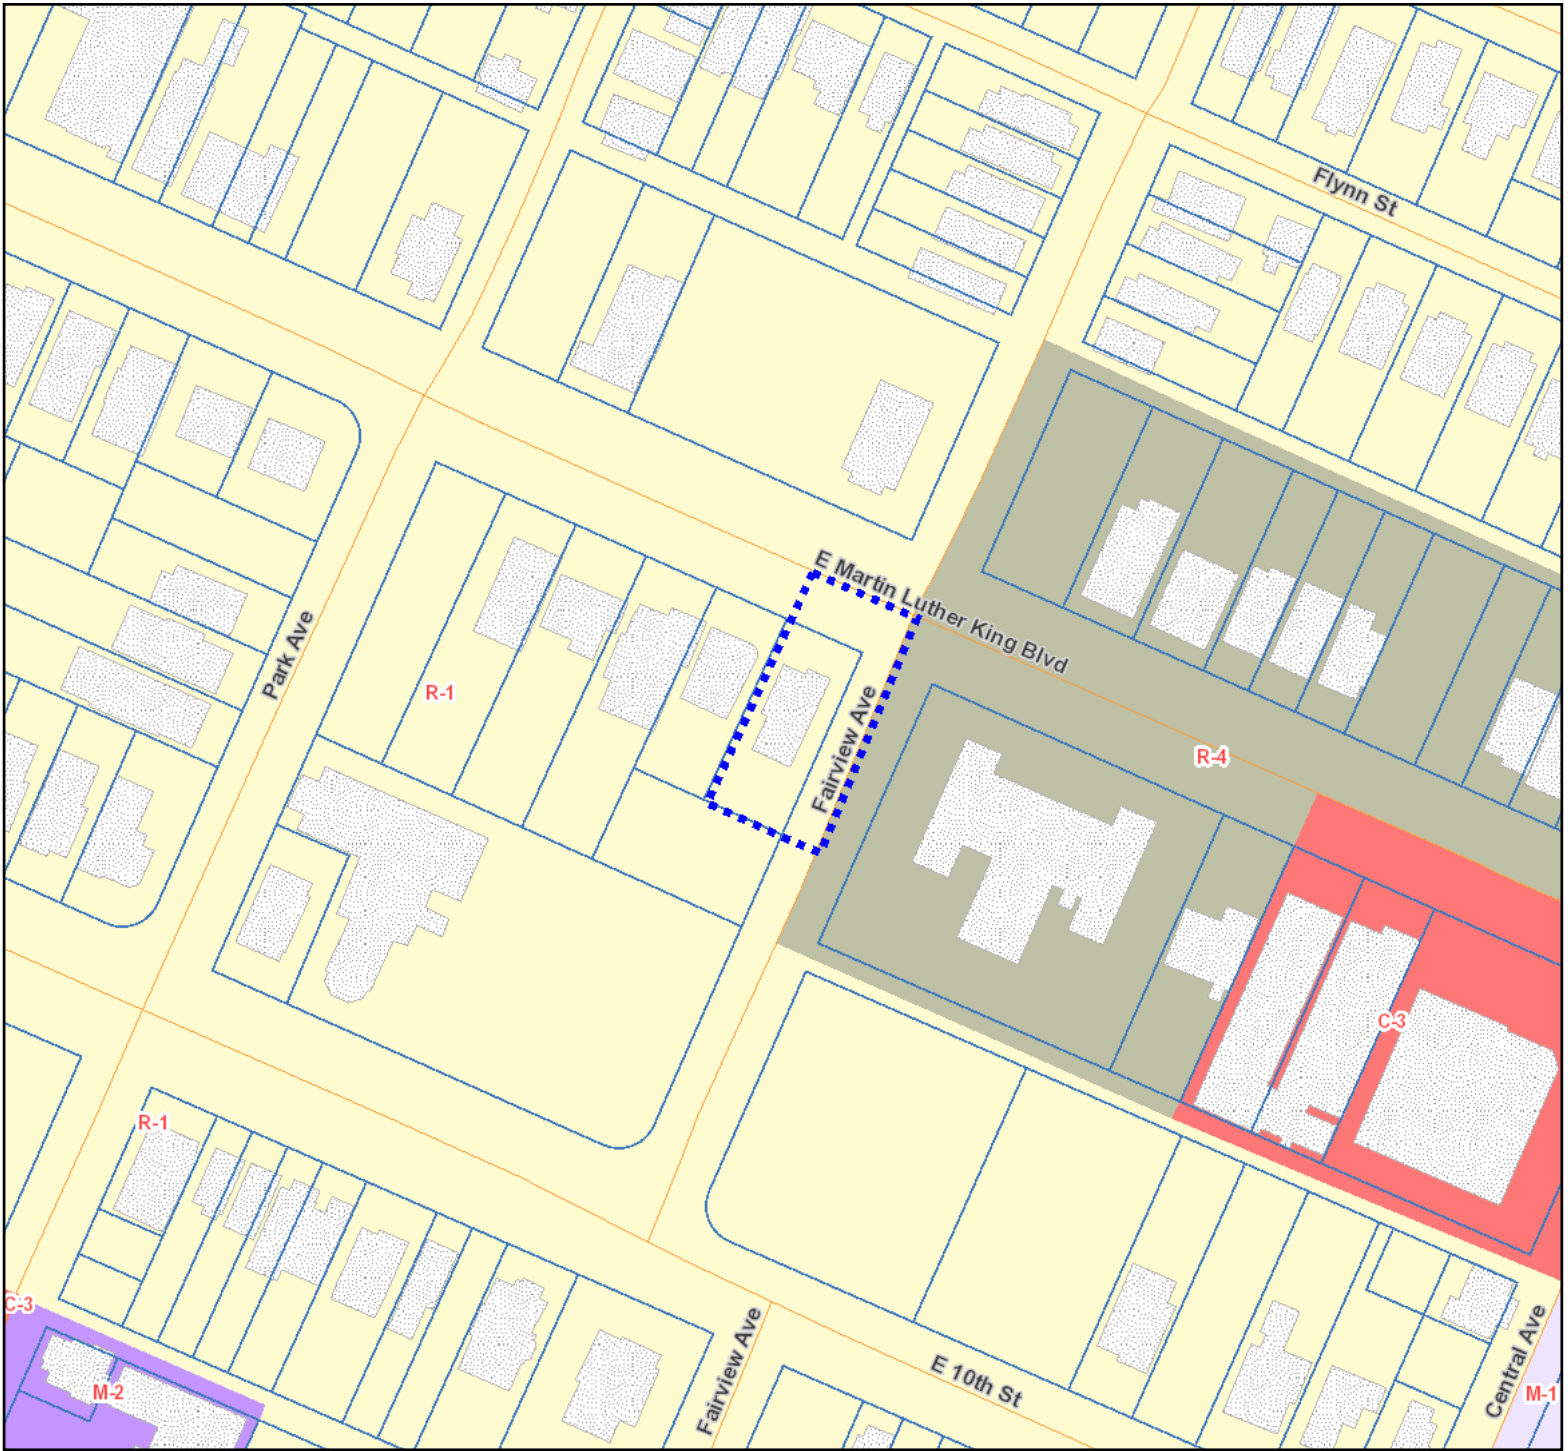 Flynn St
E Martin Luther King Blvd
Park Ave
R-1
Fairview Ave
R-4
C-3
R-1
C-3
M-2
Fairview Ave
E 10th St
Central Ave
M-1